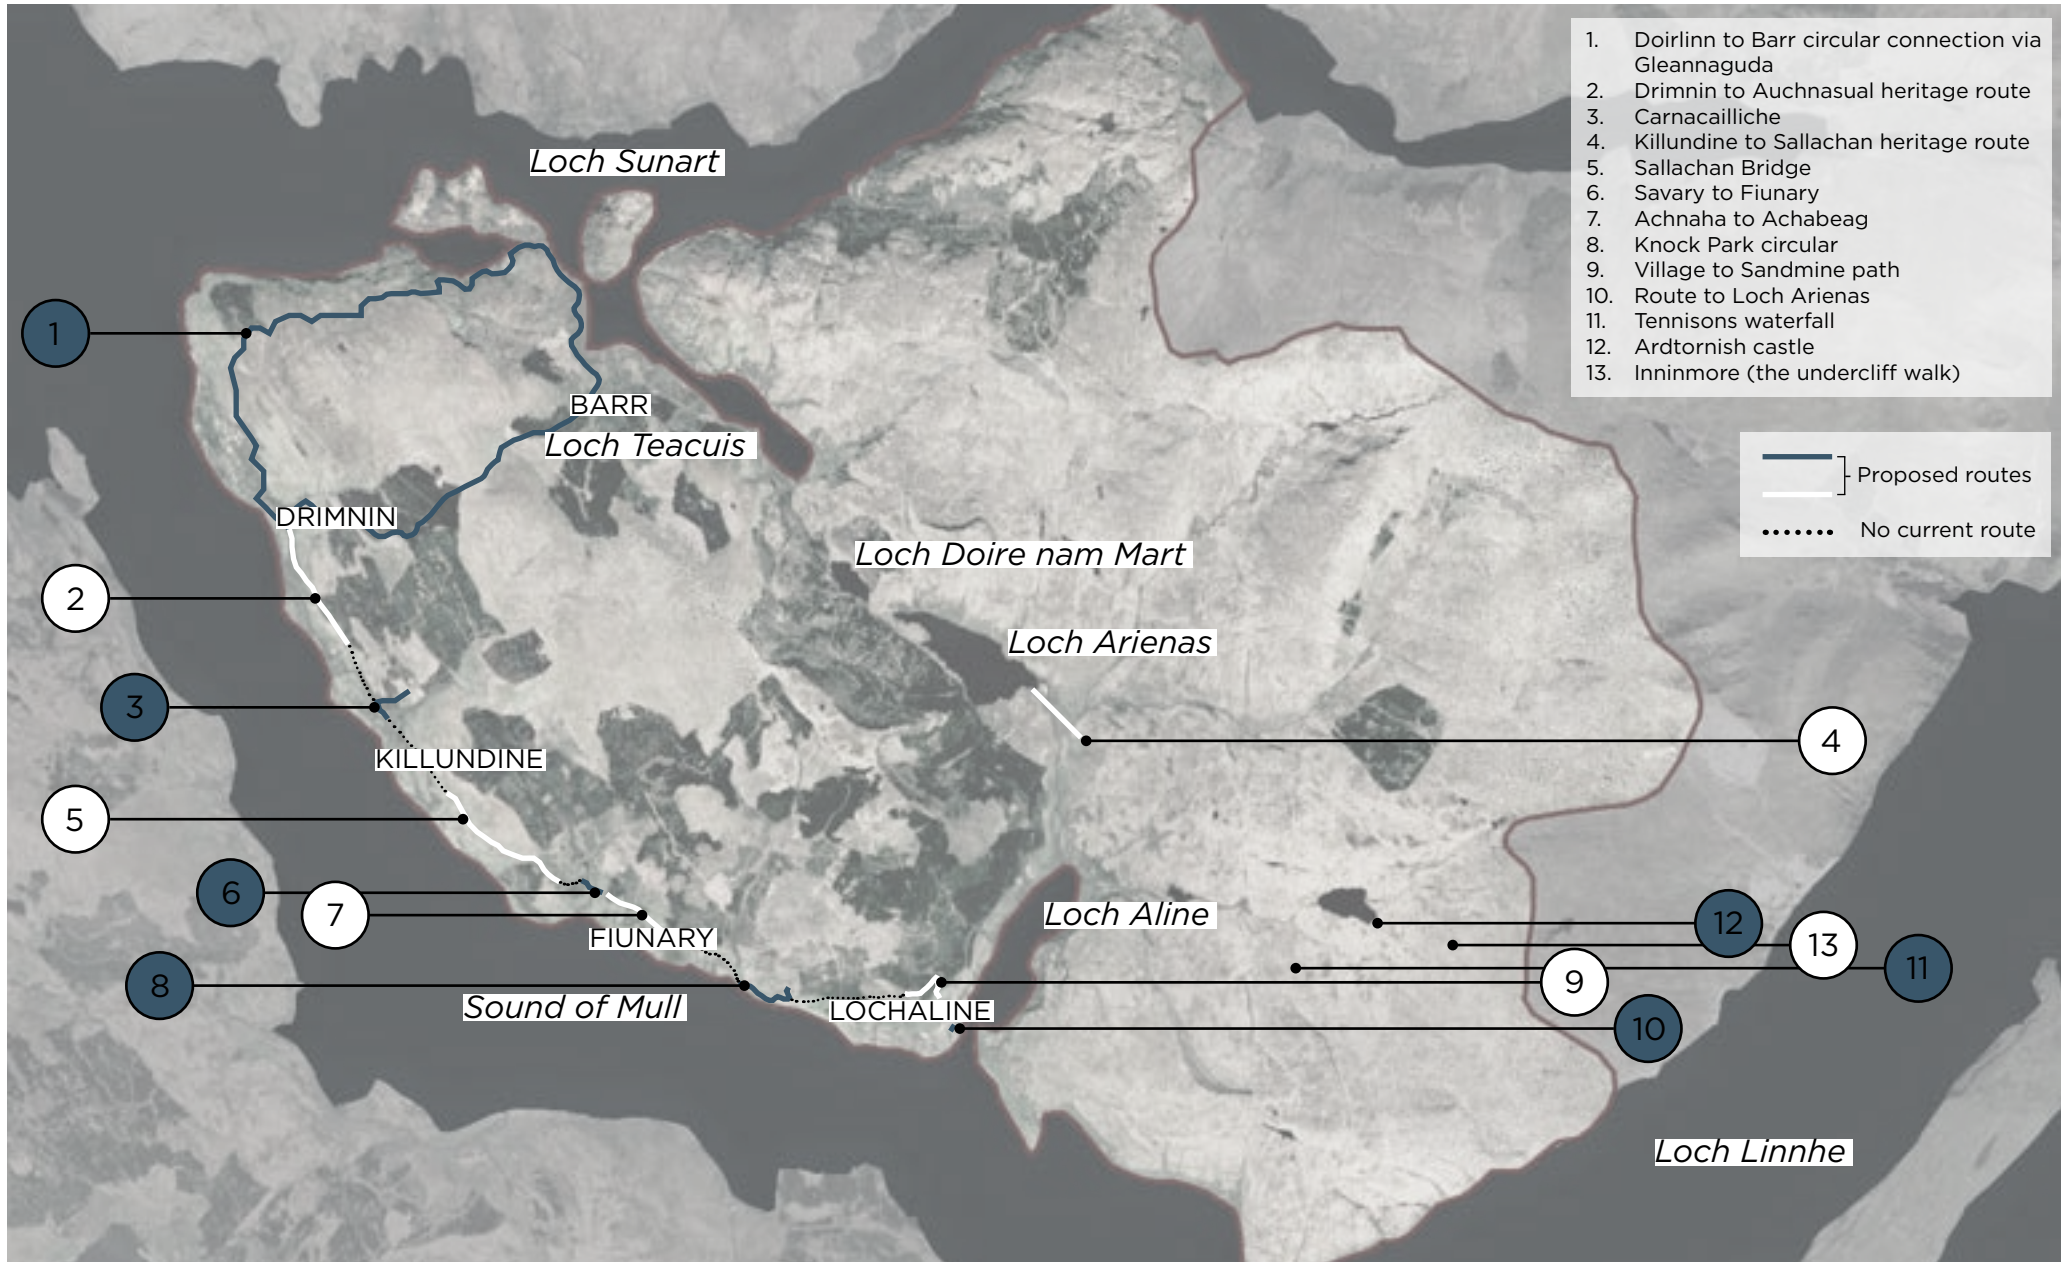 1. Doirlinn to Barr circular connection via
Gleannaguda
2. Drimnin to Auchnasual heritage route
3. Carnacailliche
4. Killundine to Sallachan heritage route
5. Sallachan Bridge
6. Savary to Fiunary
7. Achnaha to Achabeag
8. Knock Park circular
9. Village to Sandmine path
10. Route to Loch Arienas
11. Tennisons waterfall
12. Ardtornish castle
13. Inninmore (the undercliff walk)
Proposed routes
No current route
Loch Sunart
1
BARR
Loch Teacuis
DRIMNIN
Loch Doire nam Mart
2
Loch Arienas
3
4
KILLUNDINE
5
6
7
Loch Aline
12
FIUNARY
13
11
8
9
Sound of Mull
LOCHALINE
10
Loch Linnhe